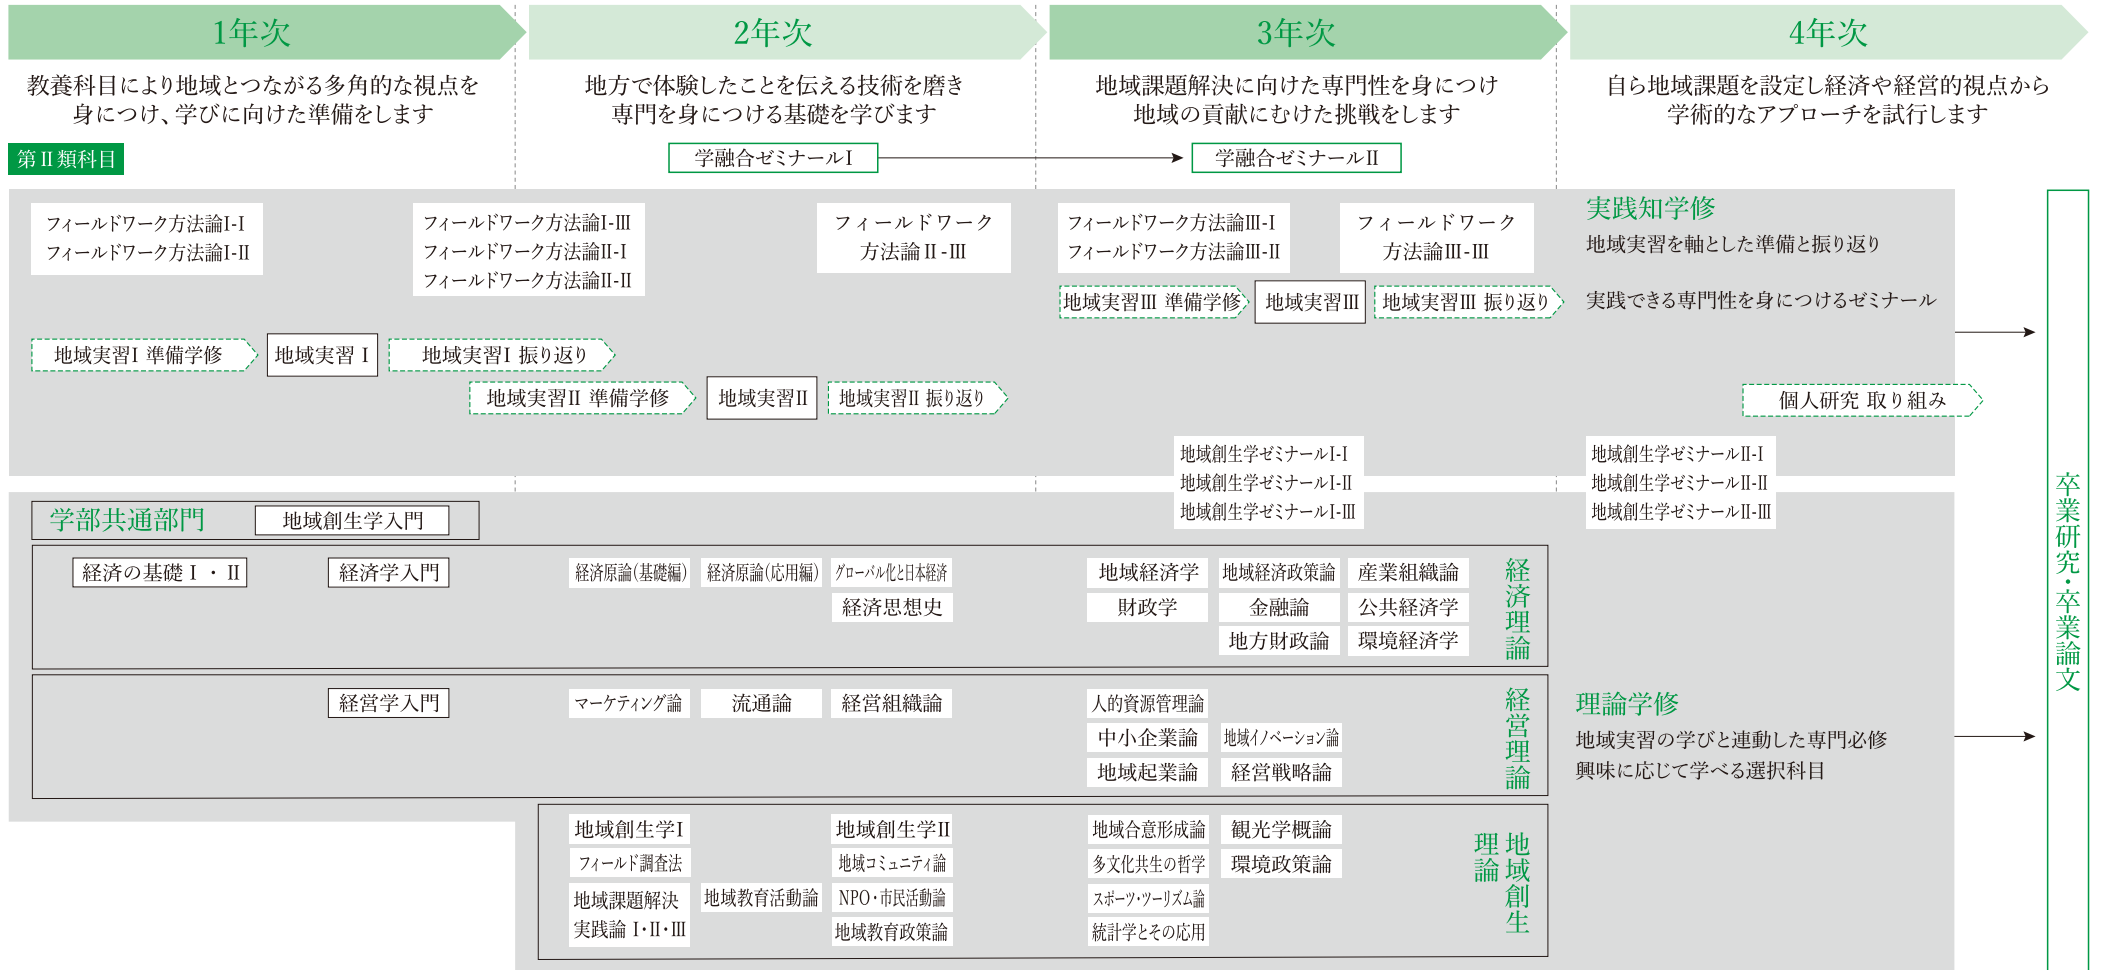 1年次
2年次
3年次
4年次
教養科目により地域とつながる多角的な視点を
身につけ、学びに向けた準備をします
地方で体験したことを伝える技術を磨き
専門を身につける基礎を学びます
地域課題解決に向けた専門性を身につけ
地域の貢献にむけた挑戦をします
自ら地域課題を設定し経済や経営的視点から
学術的なアプローチを試行します
第Ⅱ類科目
学融合ゼミナールⅠ
学融合ゼミナールⅡ
フィールドワーク方法論Ⅰ-Ⅰ
フィールドワーク方法論Ⅰ-Ⅱ
フィールドワーク方法論Ⅰ-Ⅲ
フィールドワーク方法論Ⅱ-Ⅰ
フィールドワーク方法論Ⅱ-Ⅱ
フィールドワーク
方法論Ⅱ-Ⅲ
フィールドワーク方法論Ⅲ-Ⅰ
フィールドワーク方法論Ⅲ-Ⅱ
フィールドワーク
方法論Ⅲ-Ⅲ
実践知学修
地域実習を軸とした準備と振り返り
実践できる専門性を身につけるゼミナール
地域実習Ⅲ 準備学修
地域実習Ⅲ
地域実習Ⅲ 振り返り
地域実習Ⅰ 準備学修
地域実習Ⅰ
地域実習Ⅰ 振り返り
地域実習Ⅱ 準備学修
地域実習Ⅱ
地域実習Ⅱ 振り返り
個人研究 取り組み
地域創生学ゼミナールⅠ-Ⅰ
地域創生学ゼミナールⅠ-Ⅱ
地域創生学ゼミナールⅠ-Ⅲ
地域創生学ゼミナールⅡ-Ⅰ
地域創生学ゼミナールⅡ-Ⅱ
地域創生学ゼミナールⅡ-Ⅲ
卒業研究・卒業論文
学部共通部門
地域創生学入門
経済の基礎Ⅰ・Ⅱ
経済学入門
経済原論(基礎編)
経済原論(応用編)
グローバル化と日本経済
経済思想史
地域経済学
地域経済政策論
産業組織論
財政学
金融論
公共経済学
地方財政論
環境経済学
経済理論
経営学入門
マーケティング論
流通論
経営組織論
人的資源管理論
中小企業論
地域イノベーション論
地域起業論
経営戦略論
経営理論
理論学修
地域実習の学びと連動した専門必修
興味に応じて学べる選択科目
地域創生学Ⅰ
フィールド調査法
地域課題解決
実践論 Ⅰ・Ⅱ・Ⅲ
地域教育活動論
地域創生学Ⅱ
地域コミュニティ論
NPO・市民活動論
地域教育政策論
地域合意形成論
観光学概論
多文化共生の哲学
環境政策論
スポーツ・ツーリズム論
統計学とその応用
地域創生
理論